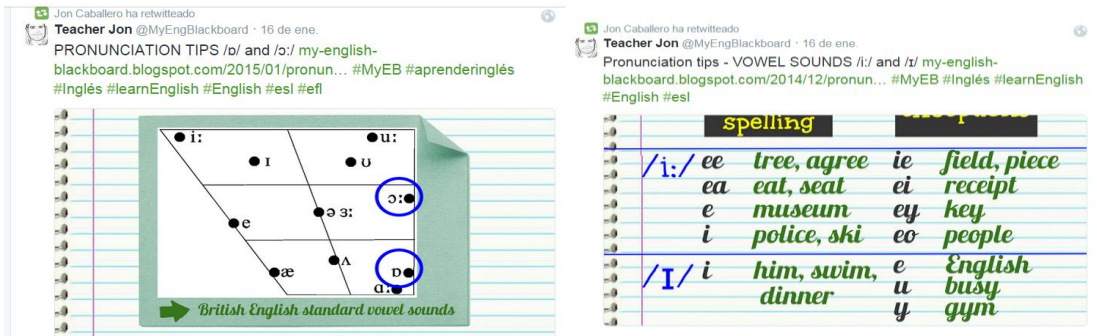 Jon Caballero ha retwitteado
Teacher Jon @MyEngBlackboard · 16 de ene.
PRONUNCIATION TIPS /ɒ/ and /ɔ:/ my-english-
blackboard.blogspot.com/2015/01/pronun... #MyEB #aprenderinglés
#Inglés #learnEnglish #English #esl #efl
i: u:
ɪ ʊ
ɔ:
ə ɜ:
e
ʌ
æ ɒ
ɑ:
British English standard vowel sounds
Jon Caballero ha retwitteado
Teacher Jon @MyEngBlackboard · 16 de ene.
Pronunciation tips - VOWEL SOUNDS /i:/ and /ɪ/ my-english-
blackboard.blogspot.com/2014/12/pronun... #MyEB #Inglés #learnEnglish
#English #esl
spelling
/i:/ ee tree, agree ie field, piece
ea eat, seat ei receipt
e museum ey key
i police, ski eo people
/ɪ/ i him, swim, e English
dinner u busy
y gym